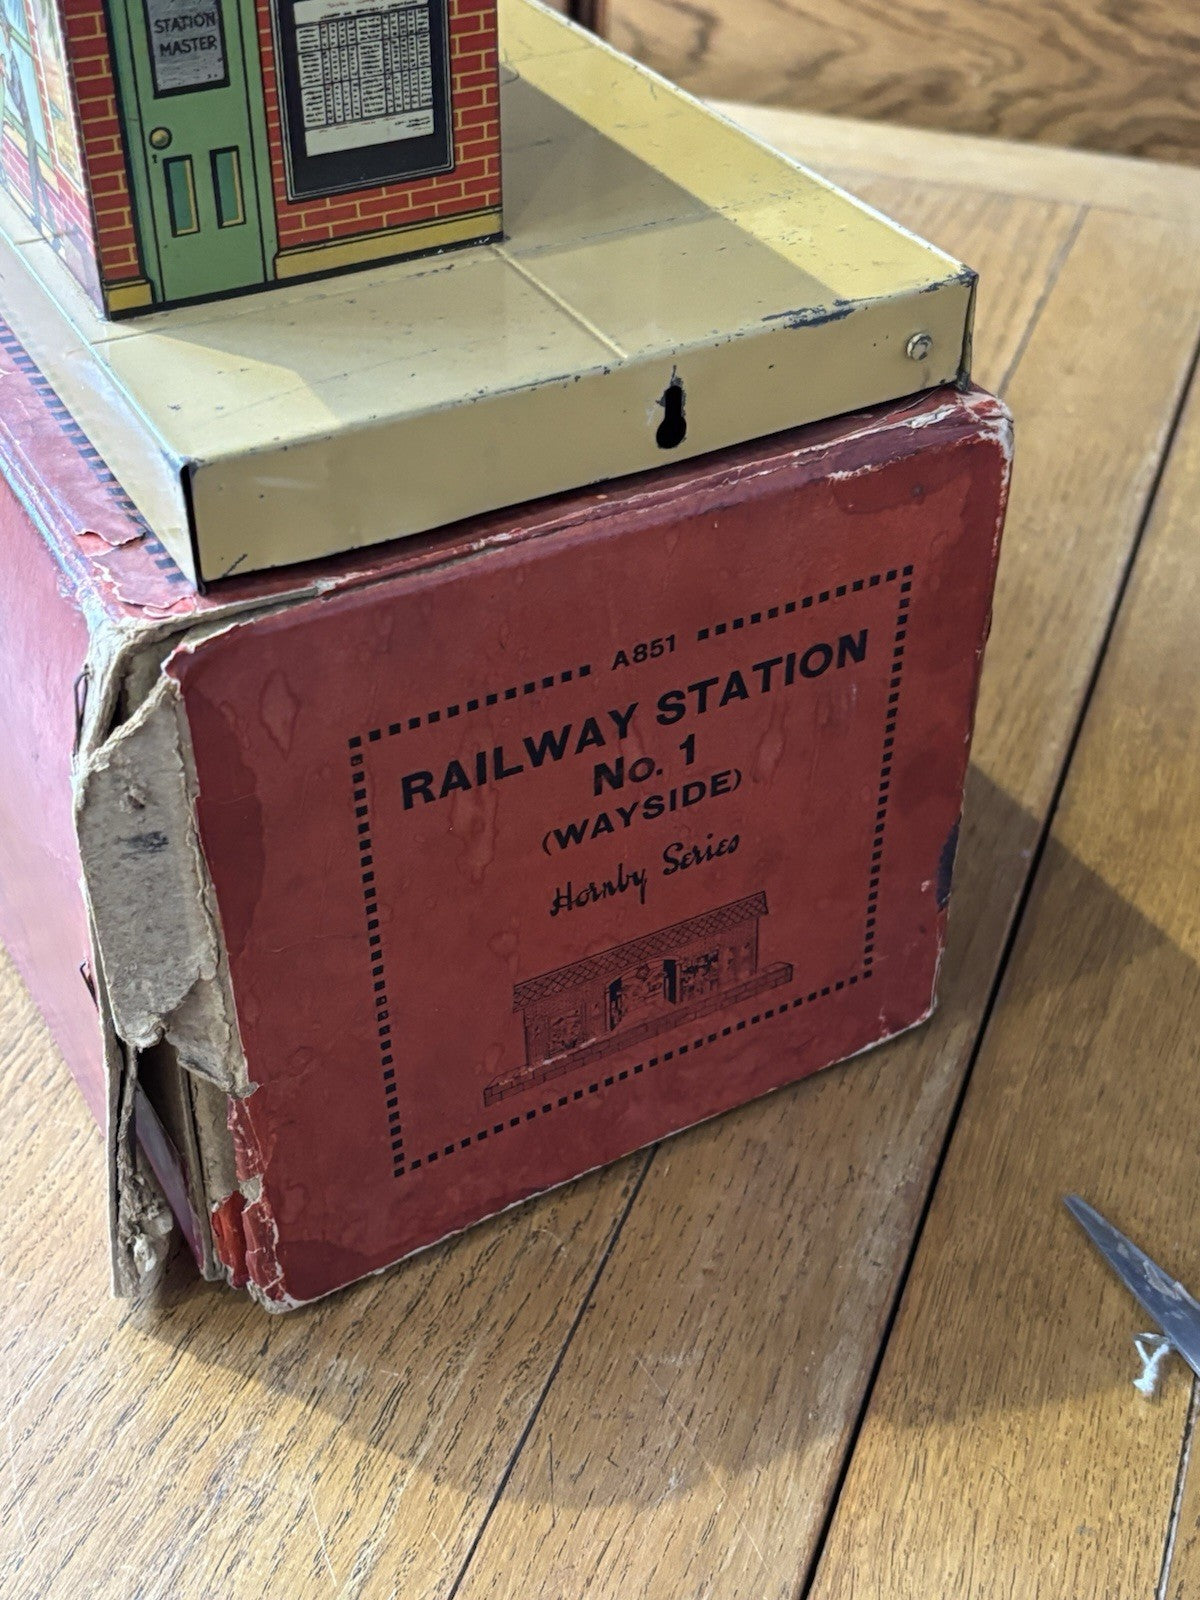 STATION
MASTER
A851
RAILWAY STATION
No. 1
(WAYSIDE)
Hornby Series